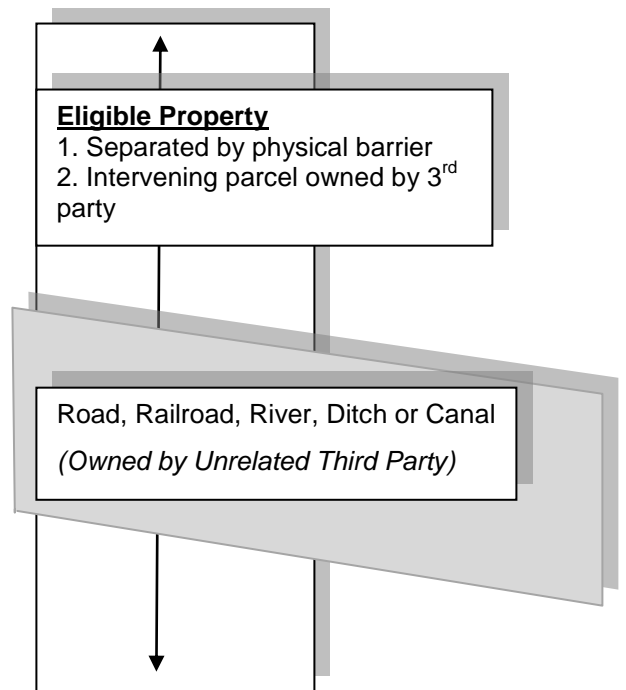 Eligible Property
1. Separated by physical barrier
2. Intervening parcel owned by 3rd
party
Road, Railroad, River, Ditch or Canal
(Owned by Unrelated Third Party)